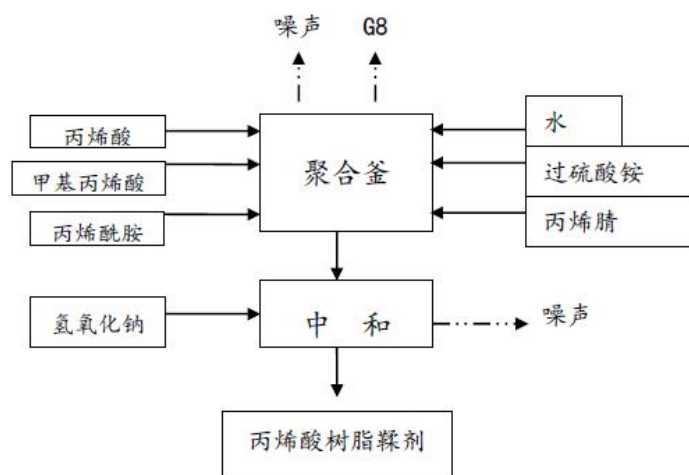 噪声 G8
丙烯酸
水
甲基丙烯酸
聚合釜
过硫酸铵
丙烯酰胺
丙烯腈
氢氧化钠
中 和
噪声
丙烯酸树脂鞣剂